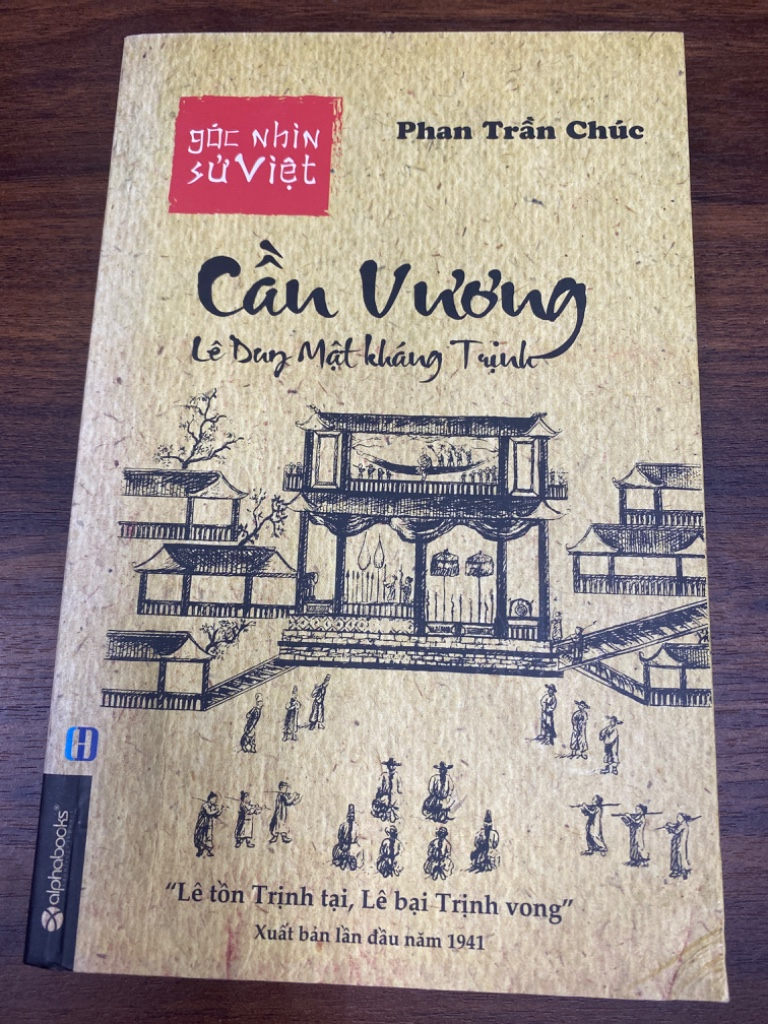 góc nhìn
sử Việt
Phan Trần Chúc
Cần Vương
Lê Duy Mật kháng Trịnh
alphabooks®
"Lê tồn Trịnh tại, Lê bại Trịnh vong"
Xuất bản lần đầu năm 1941